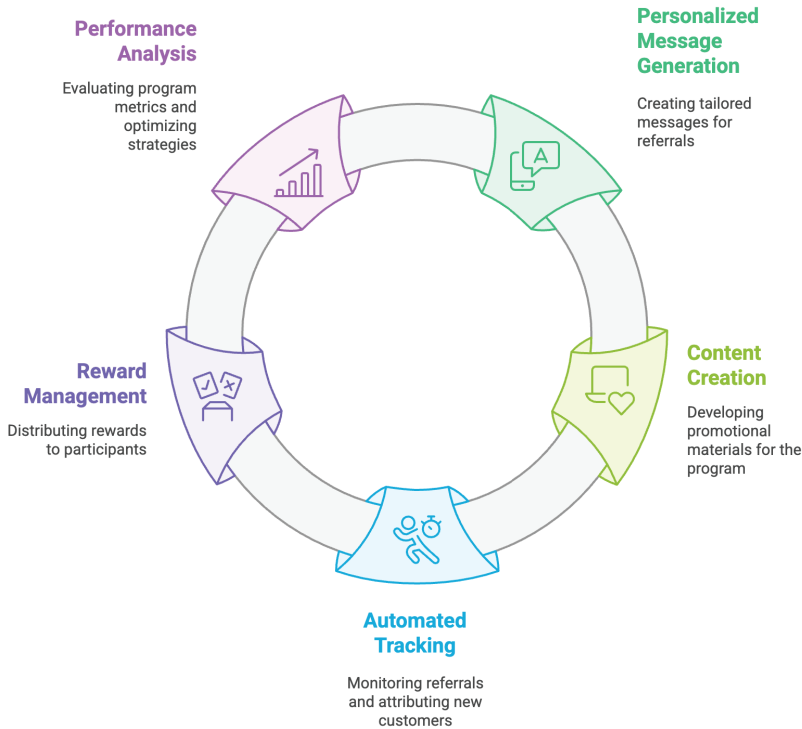 Performance
Analysis
Evaluating program
metrics and
optimizing
strategies
Personalized
Message
Generation
Creating tailored
messages for
referrals
A
Content
Creation
Developing
promotional
materials for the
program
Reward
Management
Distributing rewards
to participants
Automated
Tracking
Monitoring referrals
and attributing new
customers